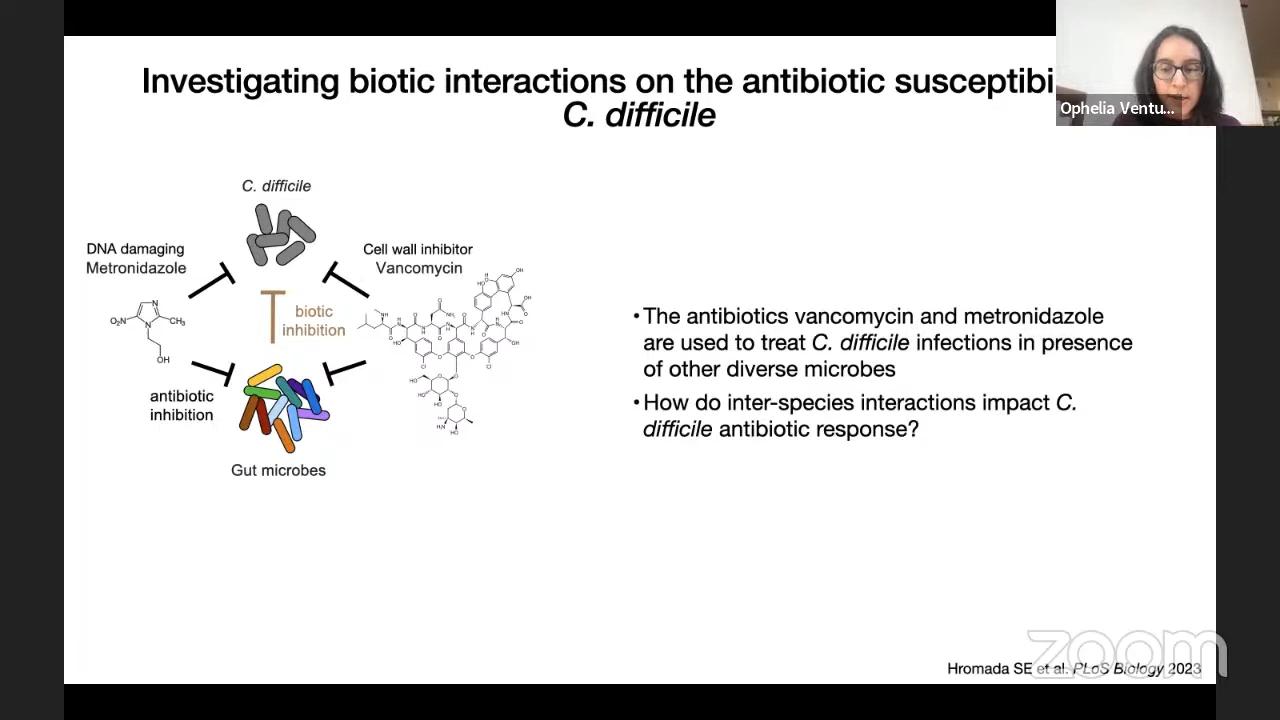 Investigating biotic interactions on the antibiotic susceptibi
C. difficile
Ophelia Ventu...
C. difficile
DNA damaging
Metronidazole
Cell wall inhibitor
Vancomycin
biotic
inhibition
N
O₂N
N
CH₃
OH
antibiotic
inhibition
Gut microbes
•The antibiotics vancomycin and metronidazole
are used to treat C. difficile infections in presence
of other diverse microbes
•How do inter-species interactions impact C.
difficile antibiotic response?
zoom
Hromada SE et al. PLoS Biology 2023